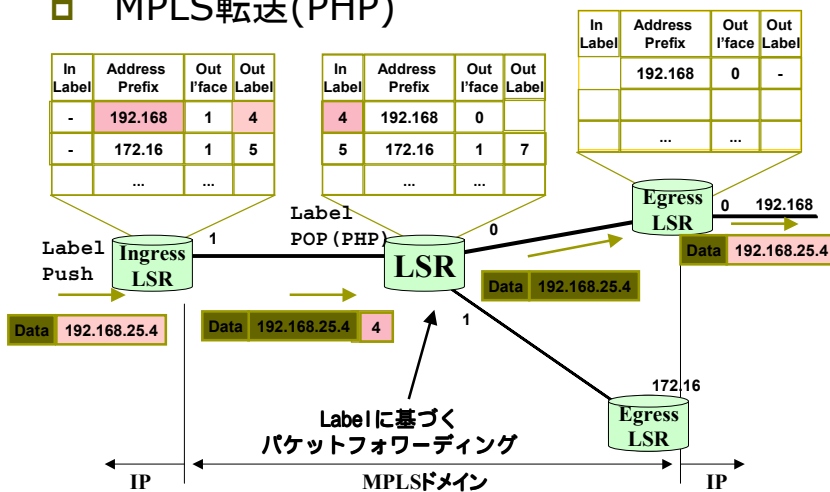 MPLS転送(PHP)
In Label Address Prefix Out I'face Out Label
- 192.168 1 4
- 172.16 1 5
... ...
In Label Address Prefix Out I'face Out Label
4 192.168 0
5 172.16 1 7
... ...
In Label Address Prefix Out I'face Out Label
192.168 0 -
... ...
Label Push
Ingress LSR
1
Label POP(PHP)
LSR
0
1
Egress LSR
0 192.168
Data 192.168.25.4
Data 192.168.25.4 4
Data 192.168.25.4
Data 192.168.25.4
172.16
Egress LSR
Labelに基づく
パケットフォワーディング
IP
MPLSドメイン
IP